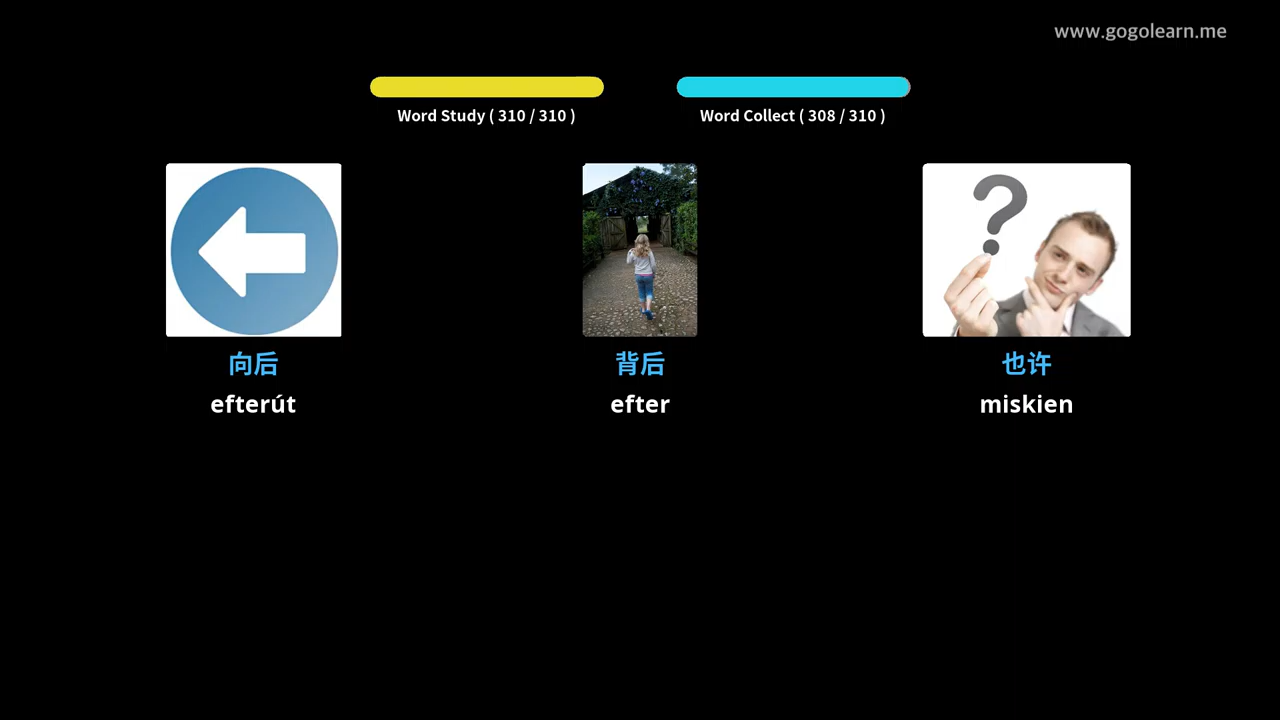 www.gogolearn.me
Word Study ( 310 / 310 )
Word Collect ( 308 / 310 )
向后
背后
也许
efterút
efter
miskien